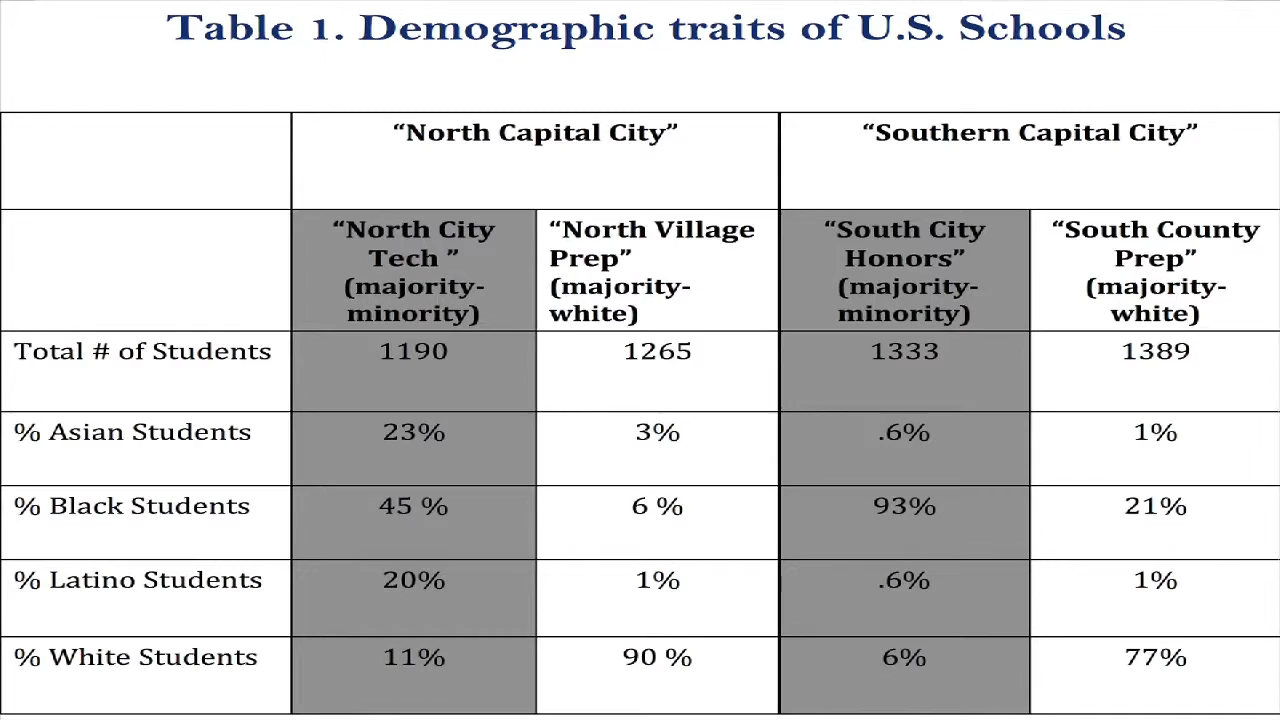 Table 1. Demographic traits of U.S. Schools
“North Capital City” “Southern Capital City”
“North City Tech ” (majority-minority) “North Village Prep” (majority-white) “South City Honors” (majority-minority) “South County Prep” (majority-white)
Total # of Students 1190 1265 1333 1389
% Asian Students 23% 3% .6% 1%
% Black Students 45 % 6 % 93% 21%
% Latino Students 20% 1% .6% 1%
% White Students 11% 90 % 6% 77%